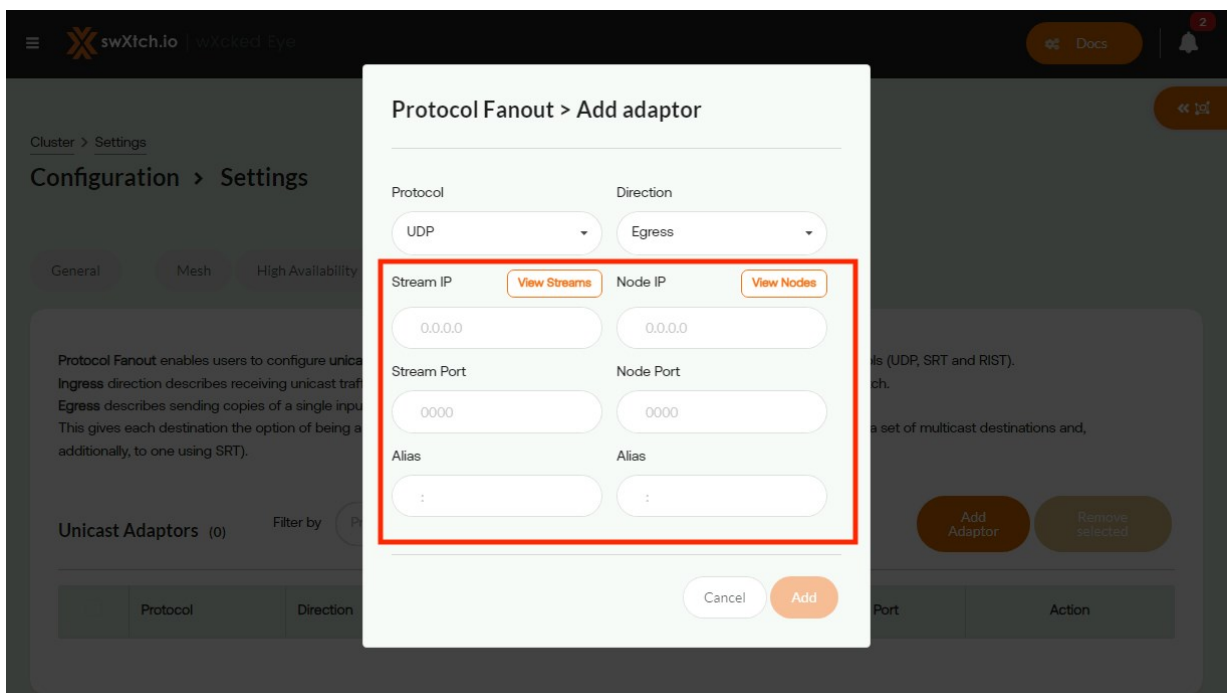 swXtch.io | wXcked Eye
Docs
2
Cluster > Settings
Configuration > Settings
General
Mesh
High Availability
Protocol Fanout enables users to configure unica
ls (UDP, SRT and RIST).
Ingress direction describes receiving unicast traf
ch.
Egress describes sending copies of a single inpu
This gives each destination the option of being a
a set of multicast destinations and,
additionally, to one using SRT).
Unicast Adaptors (0)
Filter by
Add
Adaptor
Remove
selected
Protocol
Direction
Port
Action
Protocol Fanout > Add adaptor
Protocol
Direction
UDP
Egress
Stream IP
View Streams
Node IP
View Nodes
0.0.0.0
0.0.0.0
Stream Port
Node Port
0000
0000
Alias
Alias
:
:
Cancel
Add